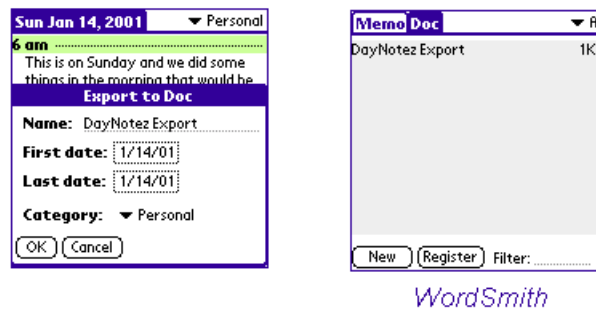 Sun Jan 14, 2001 Personal
6 am
This is on Sunday and we did some
things in the morning that would be
Export to Doc
Name: DayNotez Export
First date: 1/14/01
Last date: 1/14/01
Category: Personal
OK Cancel
Memo Doc
DayNotez Export 1K
New Register Filter:
WordSmith